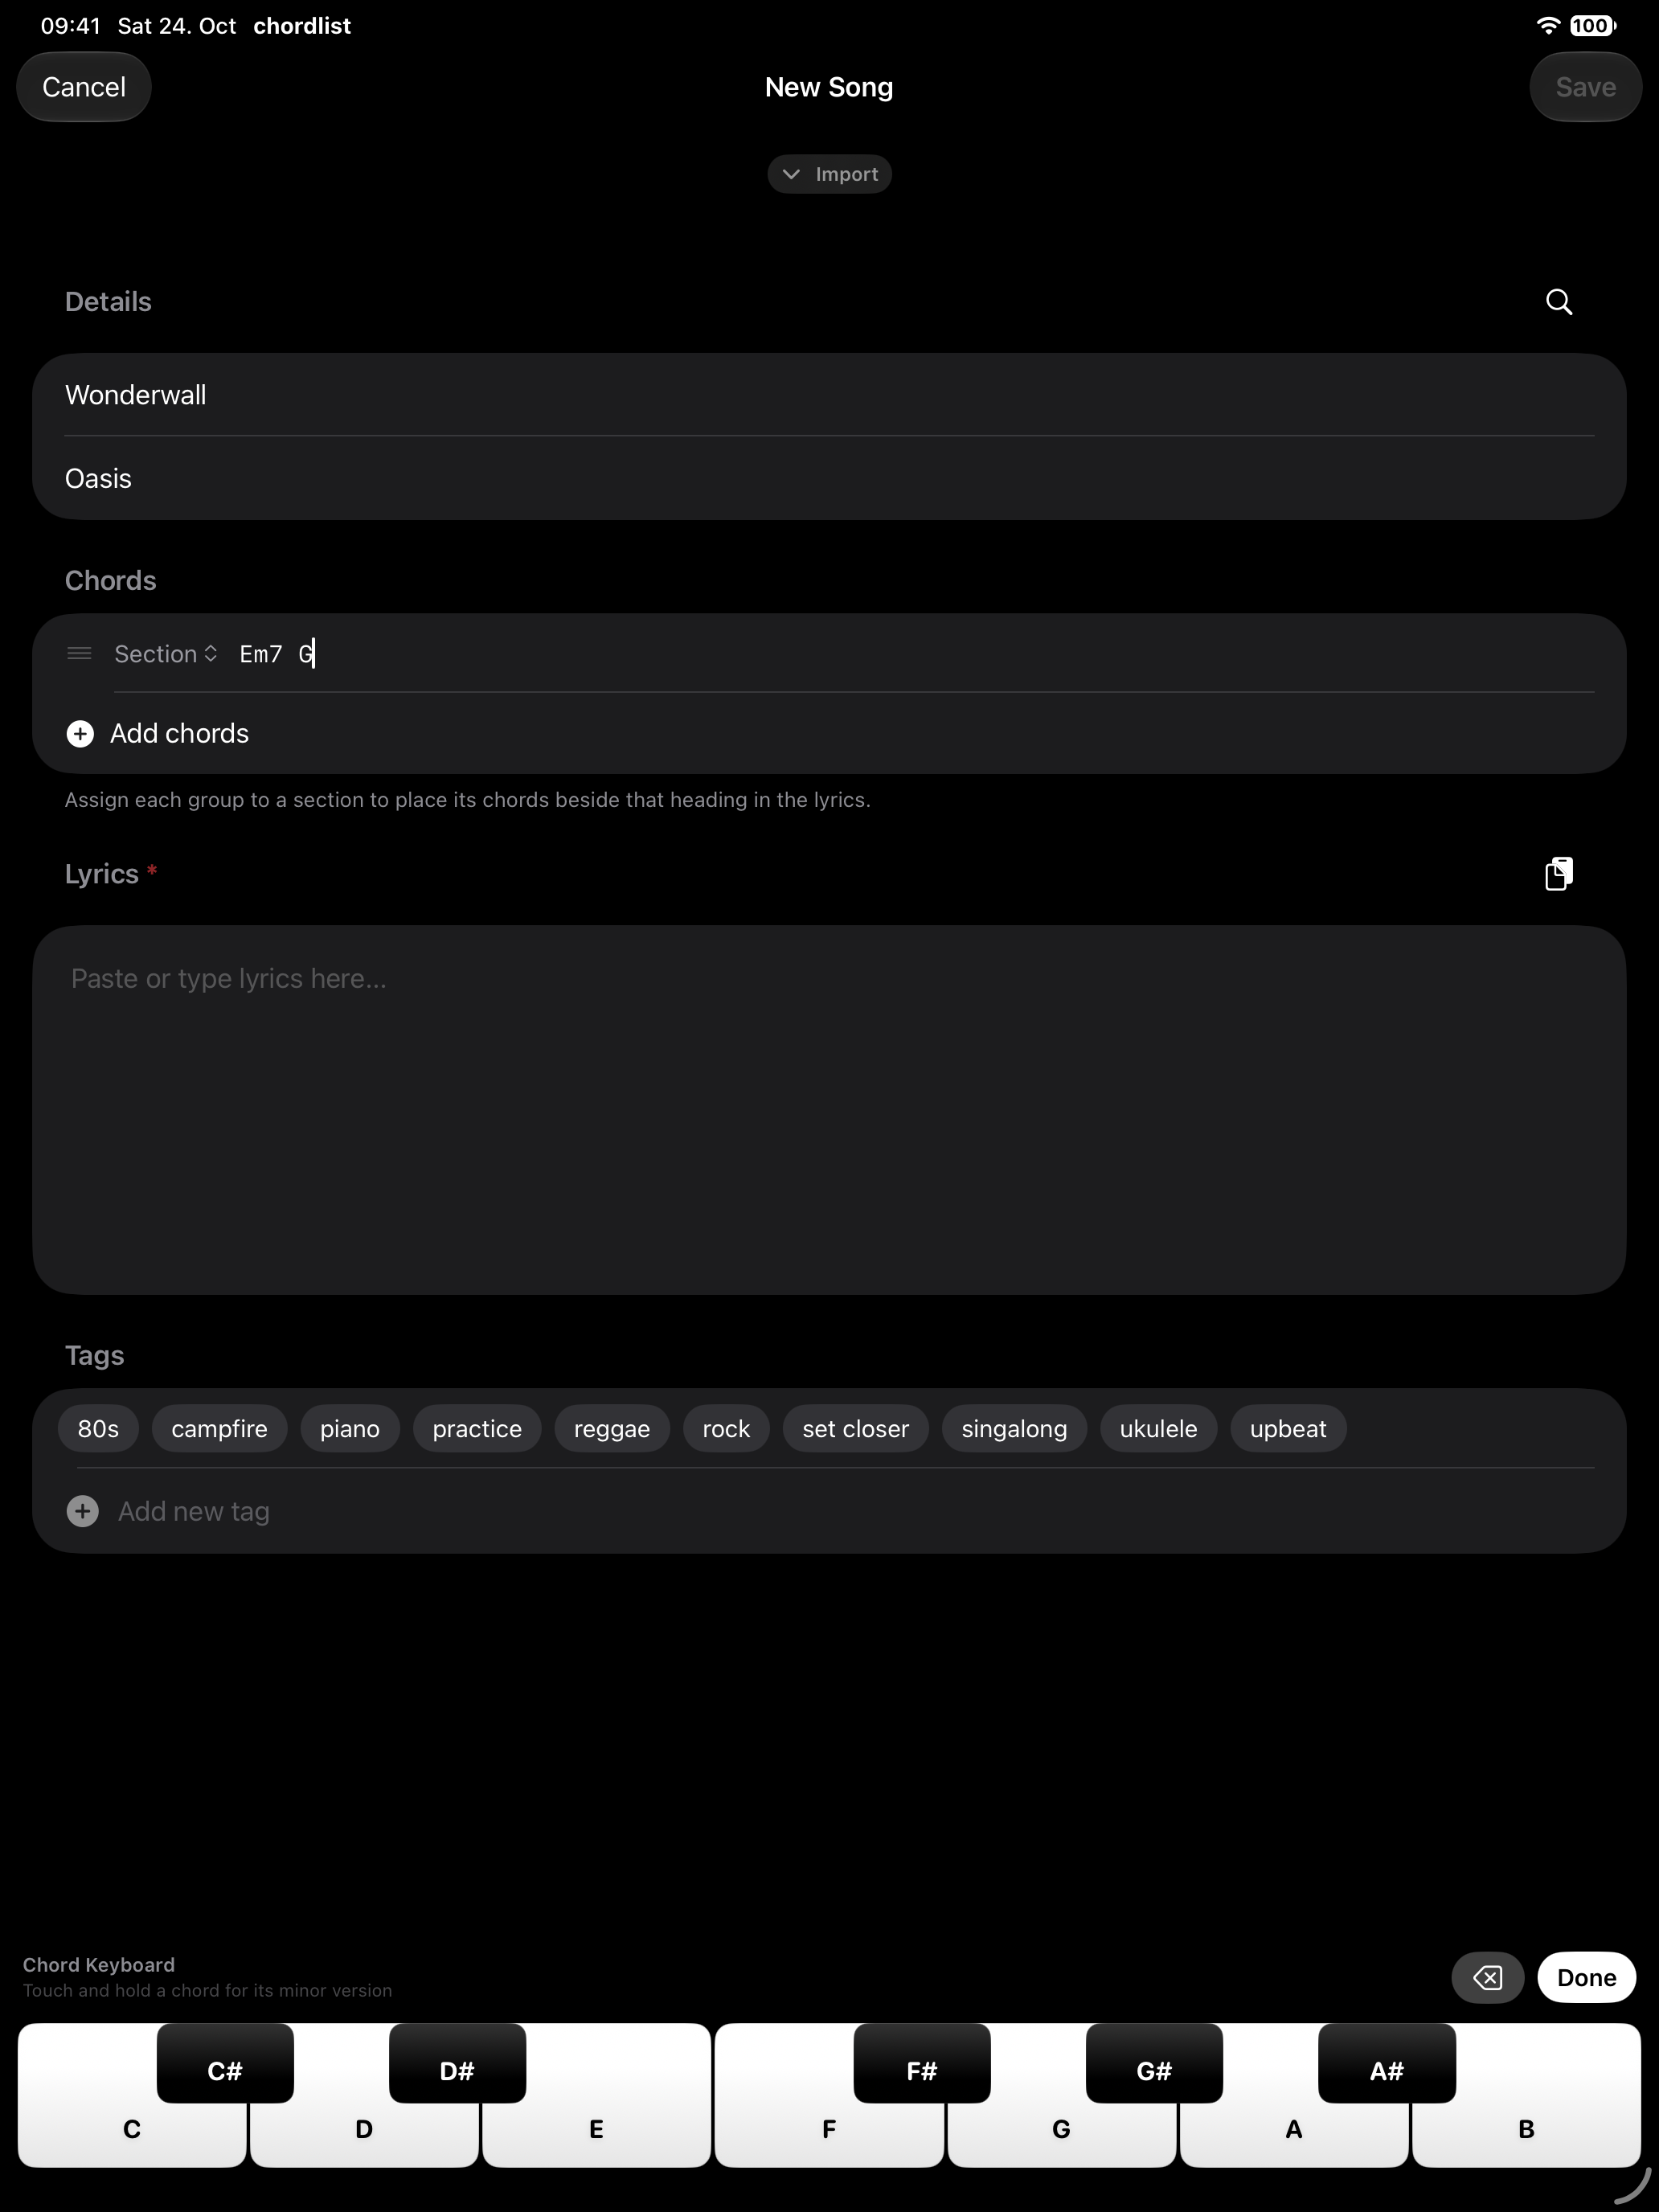 09:41 Sat 24. Oct chordlist 100
Cancel New Song Save
Import
Details
Wonderwall
Oasis
Chords
Section Em7 G
Add chords
Assign each group to a section to place its chords beside that heading in the lyrics.
Lyrics *
Paste or type lyrics here...
Tags
80s campfire piano practice reggae rock set closer singalong ukulele upbeat
Add new tag
Chord Keyboard
Touch and hold a chord for its minor version
Done
C# D# F# G# A#
C D E F G A B